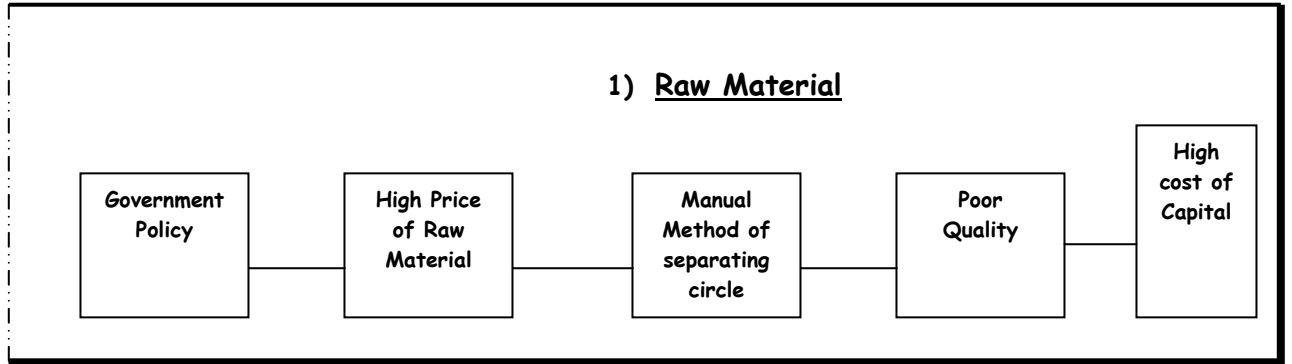 1) Raw Material
Government
Policy
High Price
of Raw
Material
Manual
Method of
separating
circle
Poor
Quality
High
cost of
Capital